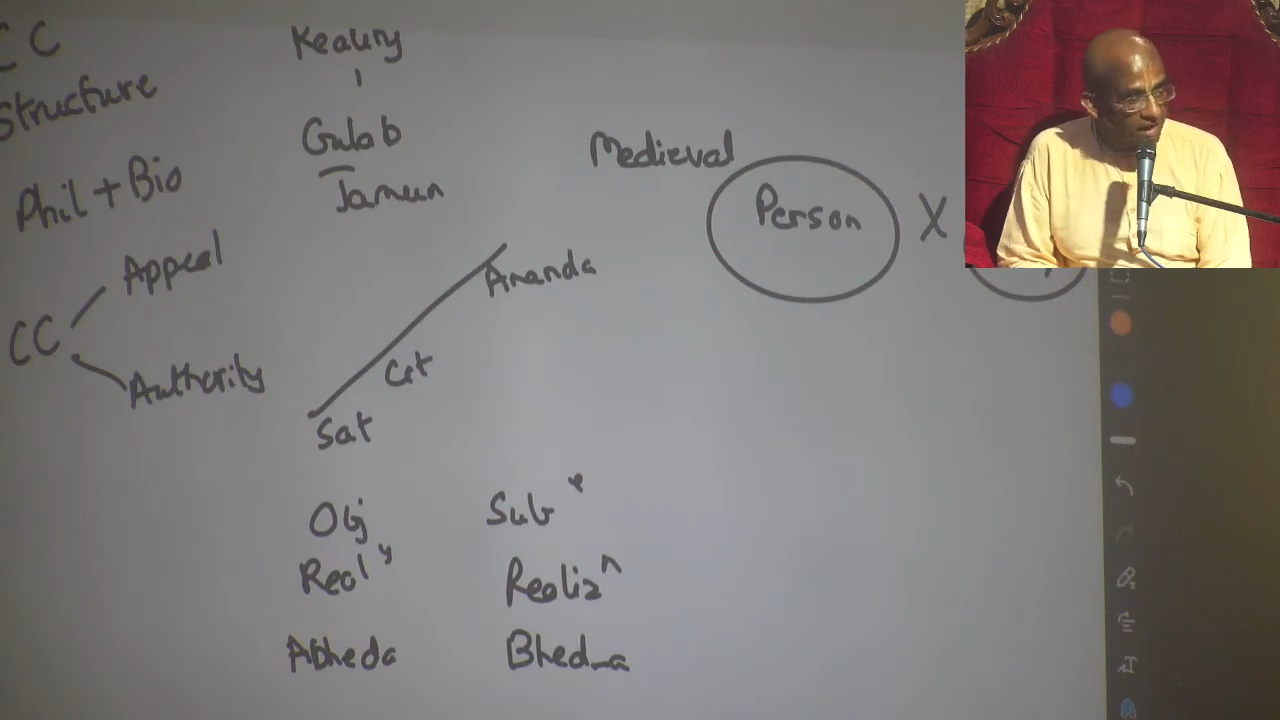 CC
Structure
Phil + Bio
CC
Appeal
Authority
Reality
Gulab
Jamun
Ananda
Cit
Sat
Obj
Real y
Abheda
Sub e
Realiz n
Bheda
Medieval
Person X